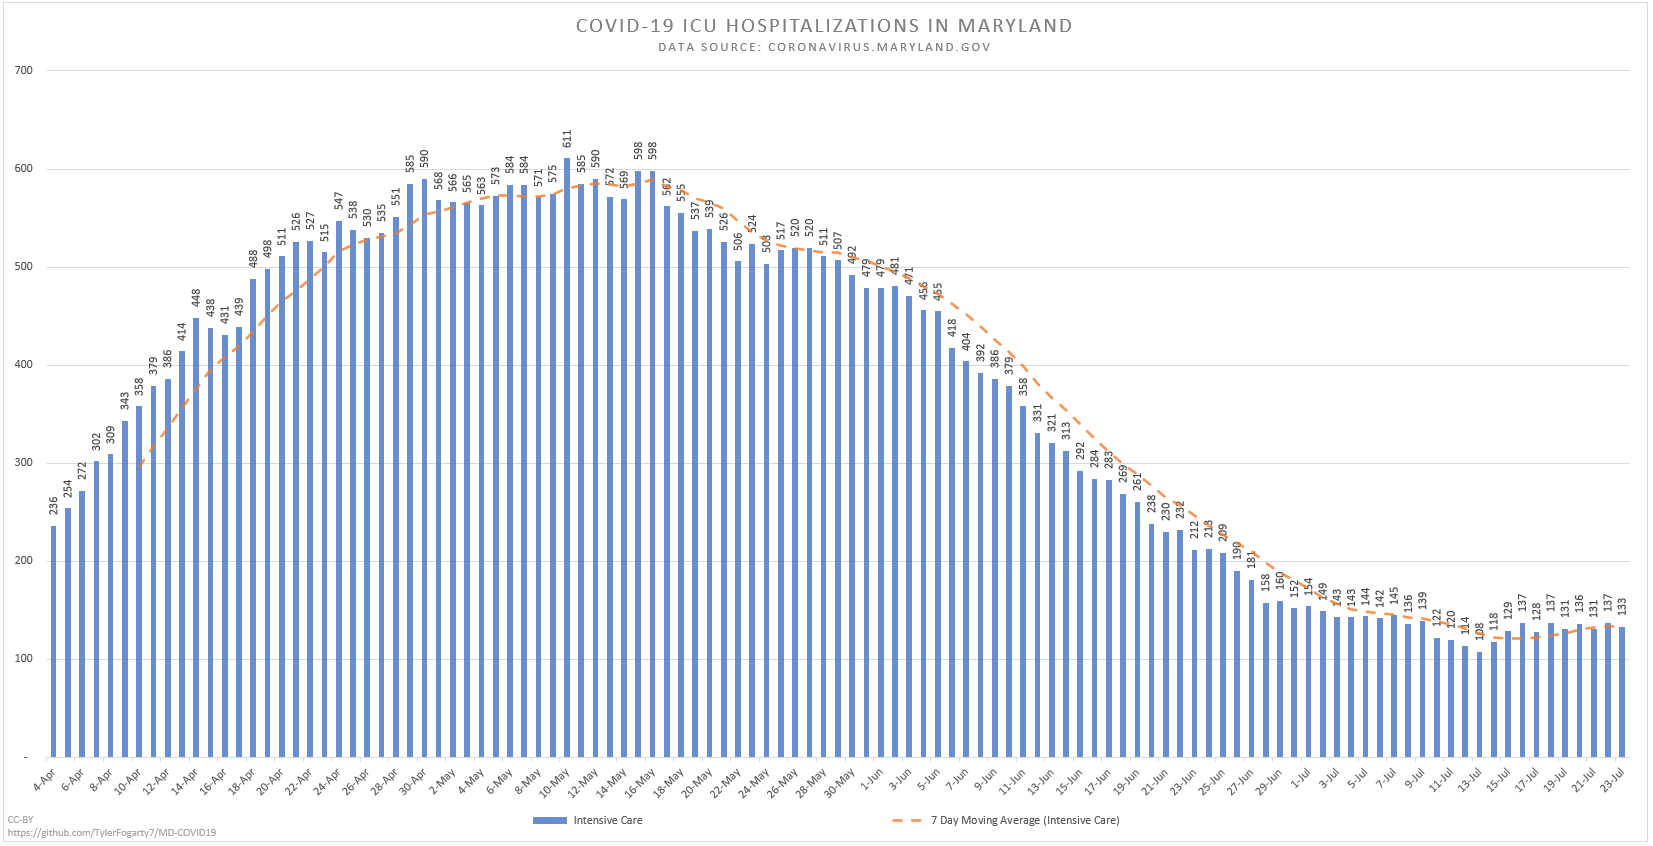 COVID-19 ICU HOSPITALIZATIONS IN MARYLAND
DATA SOURCE: CORONAVIRUS.MARYLAND.GOV
700
600
500
400
300
200
100
-
236 254 272 302 309 343 358 379 386 414 448 438 431 439 488 498 511 526 527 515 547 538 530 535 551 585 590 568 566 565 563 573 584 584 571 575 611 585 590 572 569 598 598 562 555 537 539 526 506 524 503 517 520 520 511 507 492 479 479 481 471 456 455 418 404 392 386 379 358 331 321 313 292 284 283 269 261 238 230 232 212 213 209 190 181 158 160 152 154 149 143 143 144 142 145 136 139 122 120 114 108 118 129 137 128 137 131 136 131 137 133
4-Apr 6-Apr 8-Apr 10-Apr 12-Apr 14-Apr 16-Apr 18-Apr 20-Apr 22-Apr 24-Apr 26-Apr 28-Apr 30-Apr 2-May 4-May 6-May 8-May 10-May 12-May 14-May 16-May 18-May 20-May 22-May 24-May 26-May 28-May 30-May 1-Jun 3-Jun 5-Jun 7-Jun 9-Jun 11-Jun 13-Jun 15-Jun 17-Jun 19-Jun 21-Jun 23-Jun 25-Jun 27-Jun 29-Jun 1-Jul 3-Jul 5-Jul 7-Jul 9-Jul 11-Jul 13-Jul 15-Jul 17-Jul 19-Jul 21-Jul 23-Jul
CC-BY
https://github.com/TylerFogarty7/MD-COVID19
Intensive Care
7 Day Moving Average (Intensive Care)